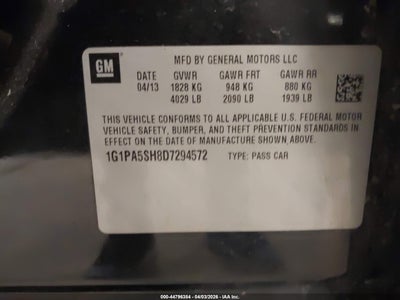 GM
MFD BY GENERAL MOTORS LLC
DATE GVWR GAWR FRT GAWR RR
04/13 1828 KG 948 KG 880 KG
4029 LB 2090 LB 1939 LB
THIS VEHICLE CONFORMS TO ALL APPLICABLE U.S. FEDERAL MOTOR
VEHICLE SAFETY, BUMPER, AND THEFT PREVENTION STANDARDS IN
EFFECT ON THE DATE OF MANUFACTURE SHOWN ABOVE.
1G1PA5SH8D7294572 TYPE: PASS CAR
000-44796384 - 04/03/2026 - IAA Inc.